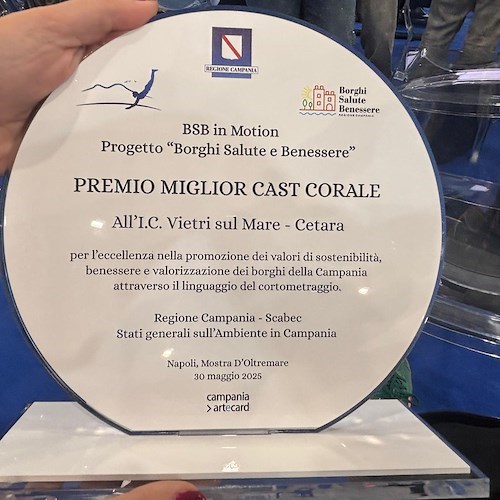 REGIONE CAMPANIA
Borghi
Salute
Benessere
BSB in Motion
Progetto “Borghi Salute e Benessere”
PREMIO MIGLIOR CAST CORALE
All’I.C. Vietri sul Mare - Cetara
per l’eccellenza nella promozione dei valori di sostenibilità,
benessere e valorizzazione dei borghi della Campania
attraverso il linguaggio del cortometraggio.
Regione Campania - Scabec
Stati generali sull’Ambiente in Campania
Napoli, Mostra D’Oltremare
30 maggio 2025
campania
>artecard